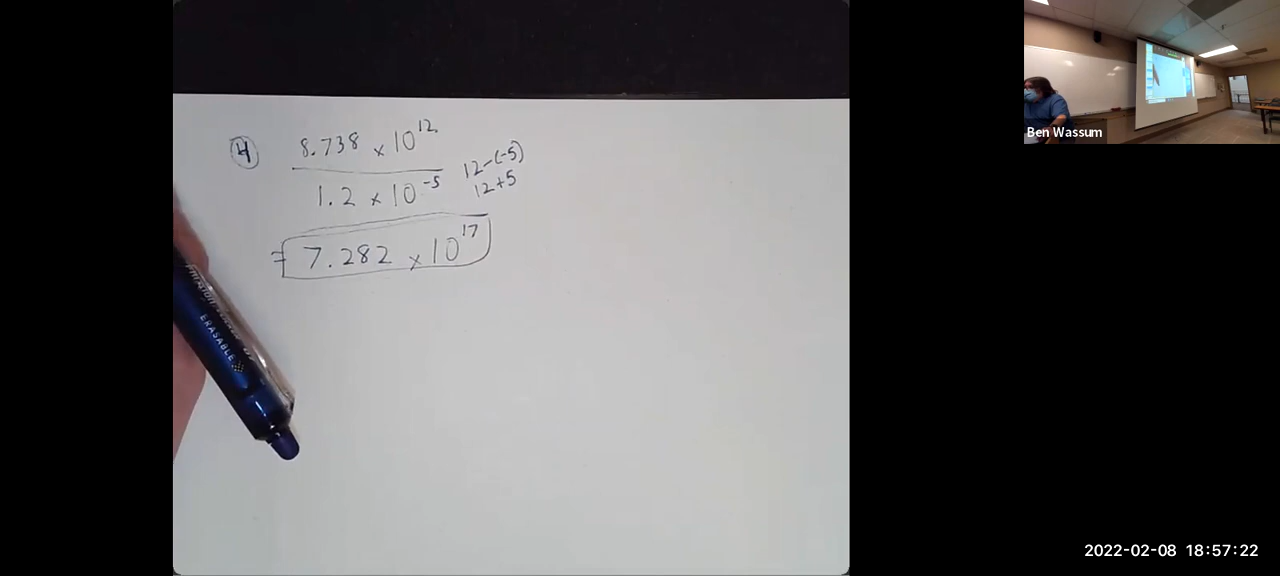 4
8.738 × 10^12
1.2 × 10^-5
12-(-5)
12+5
= 7.282 × 10^17
ERASABLE
Ben Wassum
2022-02-08 18:57:22